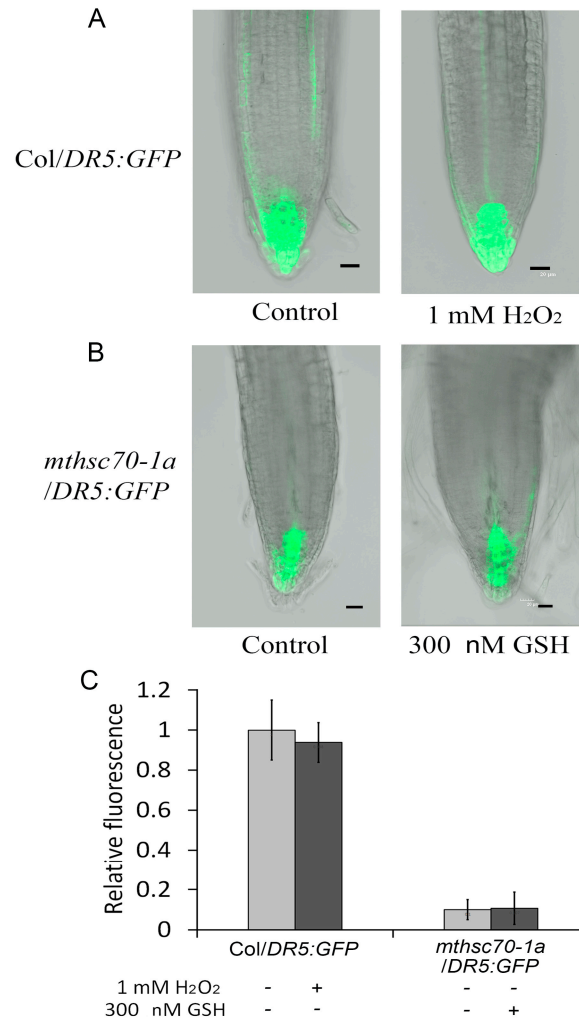 A
Col/DR5:GFP
Control
1 mM H2O2
B
mthsc70-1a
/DR5:GFP
Control
300 nM GSH
C
Relative fluorescence
1.2
1
0.8
0.6
0.4
0.2
0
Col/DR5:GFP
mthsc70-1a
/DR5:GFP
1 mM H2O2 - + - -
300 nM GSH - - - +